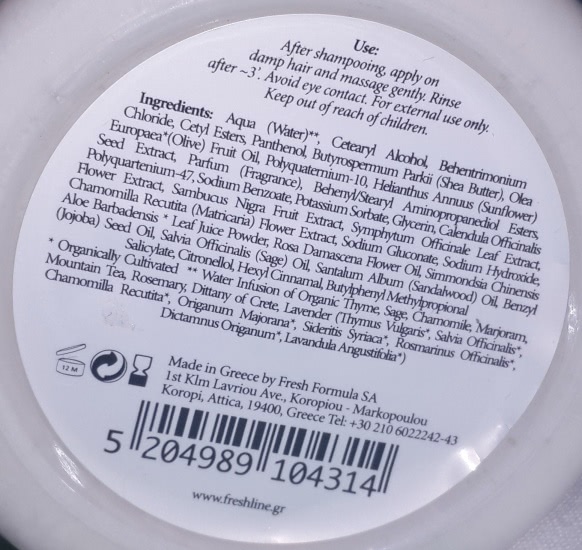 Use:
After shampooing, apply on
damp hair and massage gently. Rinse
after ~3'. Avoid eye contact. For external use only.
Keep out of reach of children.
Ingredients: Aqua (Water)**, Cetearyl Alcohol, Behentrimonium
Chloride, Cetyl Esters, Panthenol, Butyrospermum Parkii (Shea Butter), Olea
Europaea*(Olive) Fruit Oil, Polyquaternium-10, Helianthus Annuus (Sunflower)
Seed Extract, Parfum (Fragrance), Behenyl/Stearyl Aminopropanediol Esters,
Polyquartenium-47, Sodium Benzoate, Potassium Sorbate, Glycerin, Calendula Officinalis
Flower Extract, Sambucus Nigra Fruit Extract, Symphytum Officinale Leaf Extract,
Chamomilla Recutita (Matricaria) Flower Extract, Sodium Gluconate, Sodium Hydroxide,
Aloe Barbadensis * Leaf Juice Powder, Rosa Damascena Flower Oil, Simmondsia Chinensis
(Jojoba) Seed Oil, Salvia Officinalis (Sage) Oil, Santalum Album (Sandalwood) Oil, Benzyl
Salicylate, Citronellol, Hexyl Cinnamal, Butylphenyl Methylpropional
* Organically Cultivated ** Water Infusion of Organic Thyme, Sage, Chamomile, Marjoram,
Mountain Tea, Rosemary, Dittany of Crete, Lavender (Thymus Vulgaris*, Salvia Officinalis*,
Chamomilla Recutita*, Origanum Majorana*, Sideritis Syriaca*, Rosmarinus Officinalis*,
Dictamnus Origanum*, Lavandula Angustifolia*)
12 M
Made in Greece by Fresh Formula SA
1st Klm Lavriou Ave., Koropiou - Markopoulou
Koropi, Attica, 19400, Greece Tel: +30 210 6022242-43
5 204989 104314
www.freshline.gr